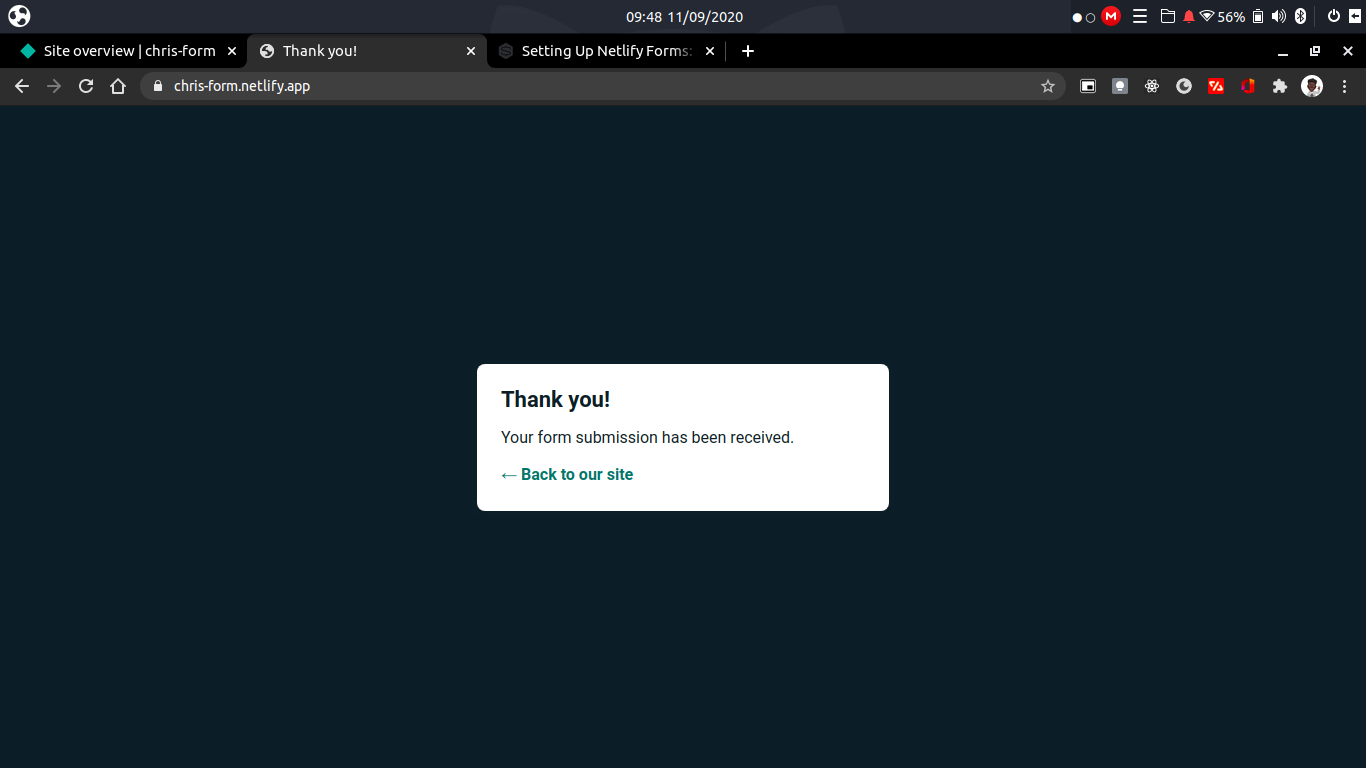 09:48 11/09/2020
56%
Site overview | chris-form
Thank you!
Setting Up Netlify Forms:
chris-form.netlify.app
Thank you!
Your form submission has been received.
← Back to our site